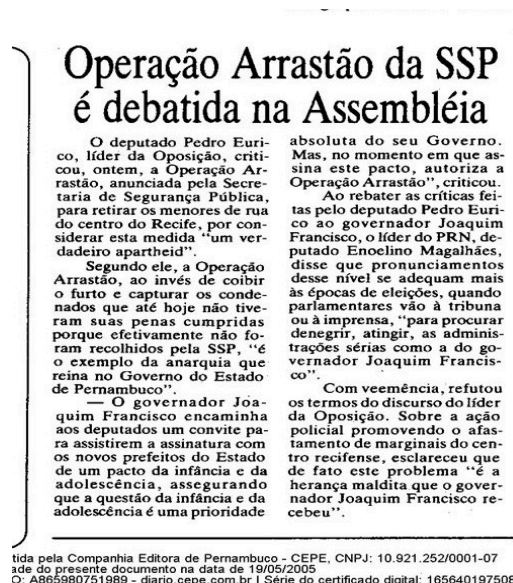 Operação Arrastão da SSP
é debatida na Assembléia
O deputado Pedro Euri-
co, líder da Oposição, criti-
cou, ontem, a Operação Ar-
rastão, anunciada pela Secre-
taria de Segurança Pública,
para retirar os menores de rua
do centro do Recife, por con-
siderar esta medida “um ver-
dadeiro apartheid”.
Segundo ele, a Operação
Arrastão, ao invés de coibir
o furto e capturar os conde-
nados que até hoje não tive-
ram suas penas cumpridas
porque efetivamente não fo-
ram recolhidos pela SSP, “é
o exemplo da anarquia que
reina no Governo do Estado
de Pernambuco”.
— O governador Joa-
quim Francisco encaminha
aos deputados um convite pa-
ra assistirem a assinatura com
os novos prefeitos do Estado
de um pacto da infância e da
adolescência, assegurando
que a questão da infância e da
adolescência é uma prioridade
absoluta do seu Governo.
Mas, no momento em que as-
sina este pacto, autoriza a
Operação Arrastão”, criticou.
Ao rebater as críticas fei-
tas pelo deputado Pedro Euri-
co ao governador Joaquim
Francisco, o líder do PRN, de-
putado Enoelino Magalhães,
disse que pronunciamentos
desse nível se adequam mais
às épocas de eleições, quando
parlamentares vão à tribuna
ou à imprensa, “para procurar
denegrir, atingir, as adminis-
trações sérias como a do go-
vernador Joaquim Francis-
co”.
Com veemência, refutou
os termos do discurso do líder
da Oposição. Sobre a ação
policial promovendo o afas-
tamento de marginais do cen-
tro recifense, esclareceu que
de fato este problema “é a
herança maldita que o gover-
nador Joaquim Francisco re-
cebeu”.
tida pela Companhia Editora de Pernambuco - CEPE, CNPJ: 10.921.252/0001-07
ade do presente documento na data de 19/05/2005
O: A865980751989 - diario.cepe.com.br | Série do certificado digital: 16564019750